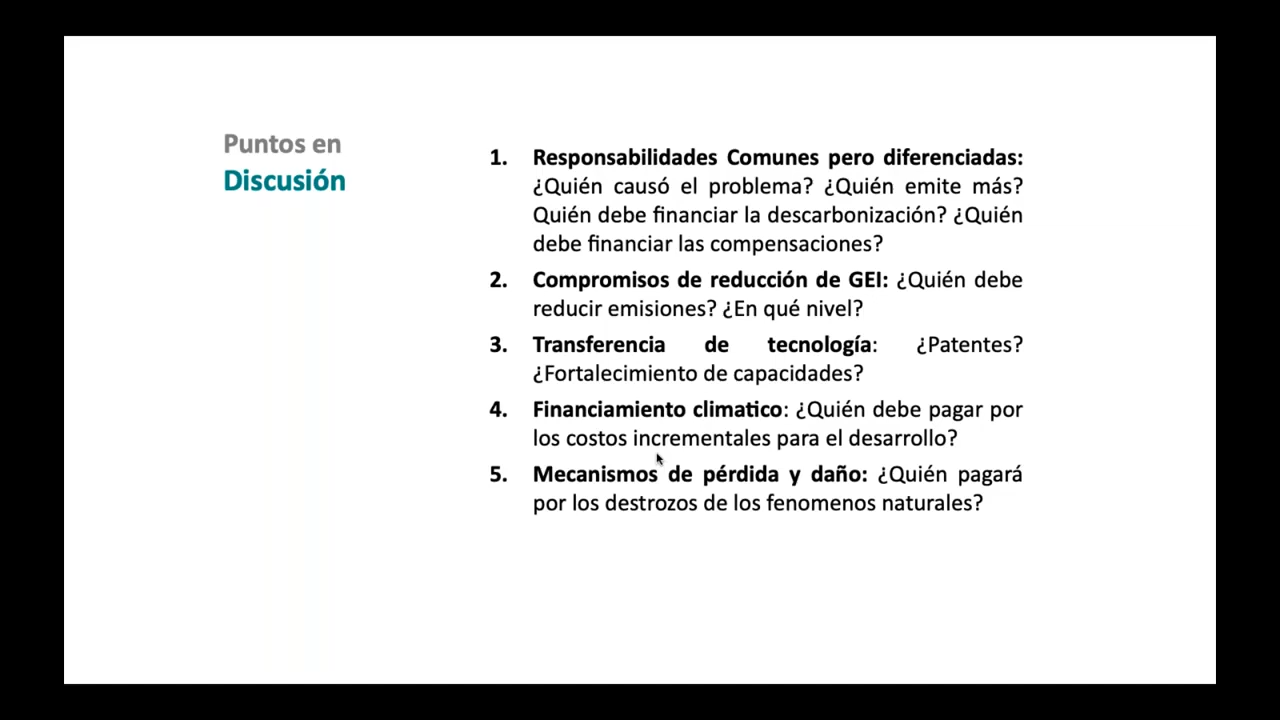 Puntos en
Discusión
1. Responsabilidades Comunes pero diferenciadas:
¿Quién causó el problema? ¿Quién emite más?
Quién debe financiar la descarbonización? ¿Quién
debe financiar las compensaciones?
2. Compromisos de reducción de GEI: ¿Quién debe
reducir emisiones? ¿En qué nivel?
3. Transferencia de tecnología: ¿Patentes?
¿Fortalecimiento de capacidades?
4. Financiamiento climatico: ¿Quién debe pagar por
los costos incrementales para el desarrollo?
5. Mecanismos de pérdida y daño: ¿Quién pagará
por los destrozos de los fenomenos naturales?